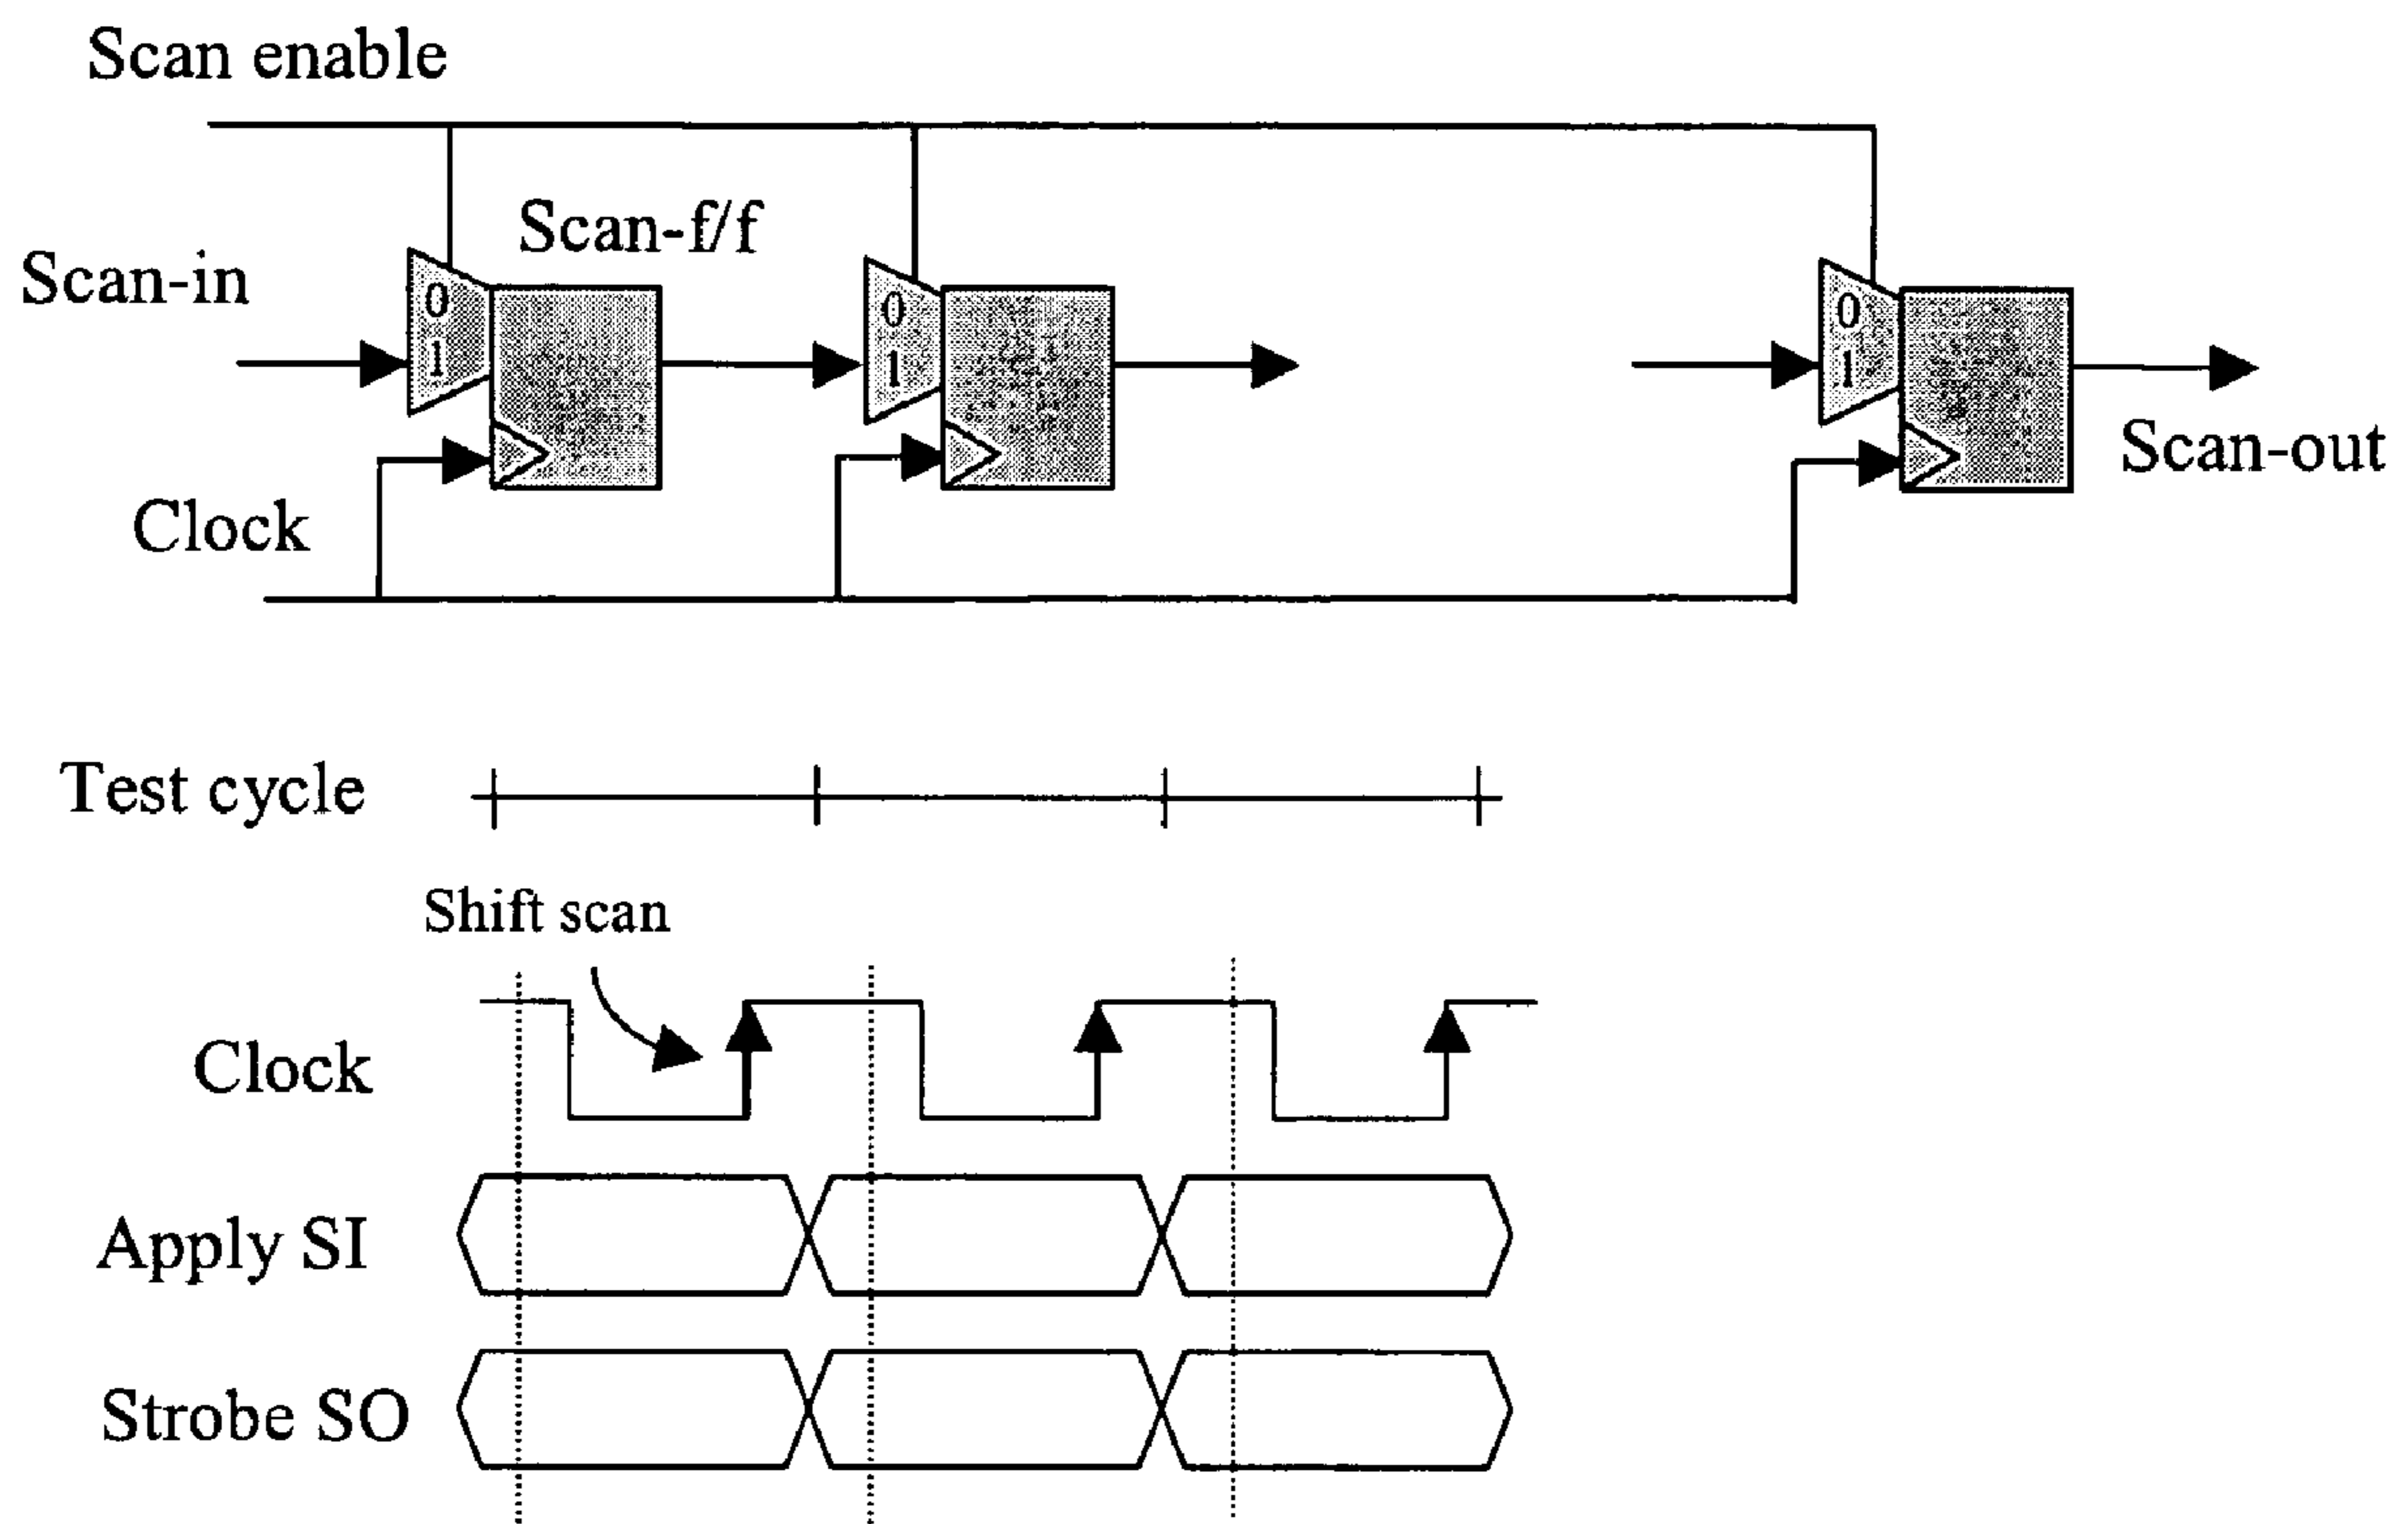 Scan enable
Scan-f/f
Scan-in
0
1
0
1
0
1
Scan-out
Clock
Test cycle
Shift scan
Clock
Apply SI
Strobe SO